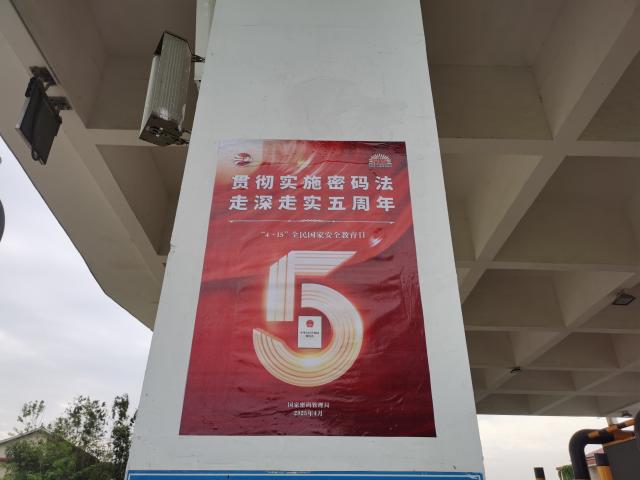 贯彻实施密码法
走深走实五周年
"4·15"全民国家安全教育日
5
国家密码管理局
2025年4月